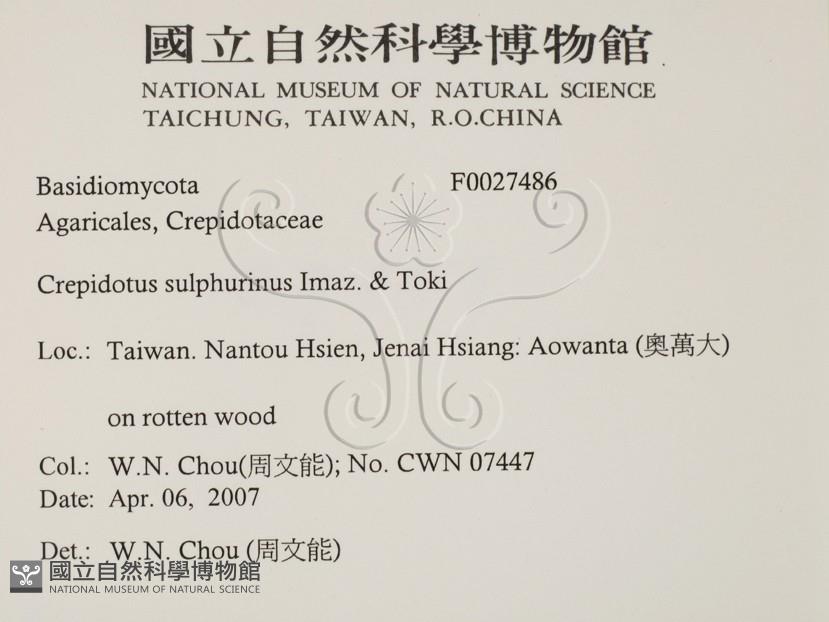 國立自然科學博物館
NATIONAL MUSEUM OF NATURAL SCIENCE
TAICHUNG, TAIWAN, R.O.CHINA
Basidiomycota F0027486
Agaricales, Crepidotaceae
Crepidotus sulphurinus Imaz. & Toki
Loc.: Taiwan. Nantou Hsien, Jenai Hsiang: Aowanta (奧萬大)
on rotten wood
Col.: W.N. Chou(周文能); No. CWN 07447
Date: Apr. 06, 2007
Det.: W.N. Chou (周文能)
國立自然科學博物館
NATIONAL MUSEUM OF NATURAL SCIENCE